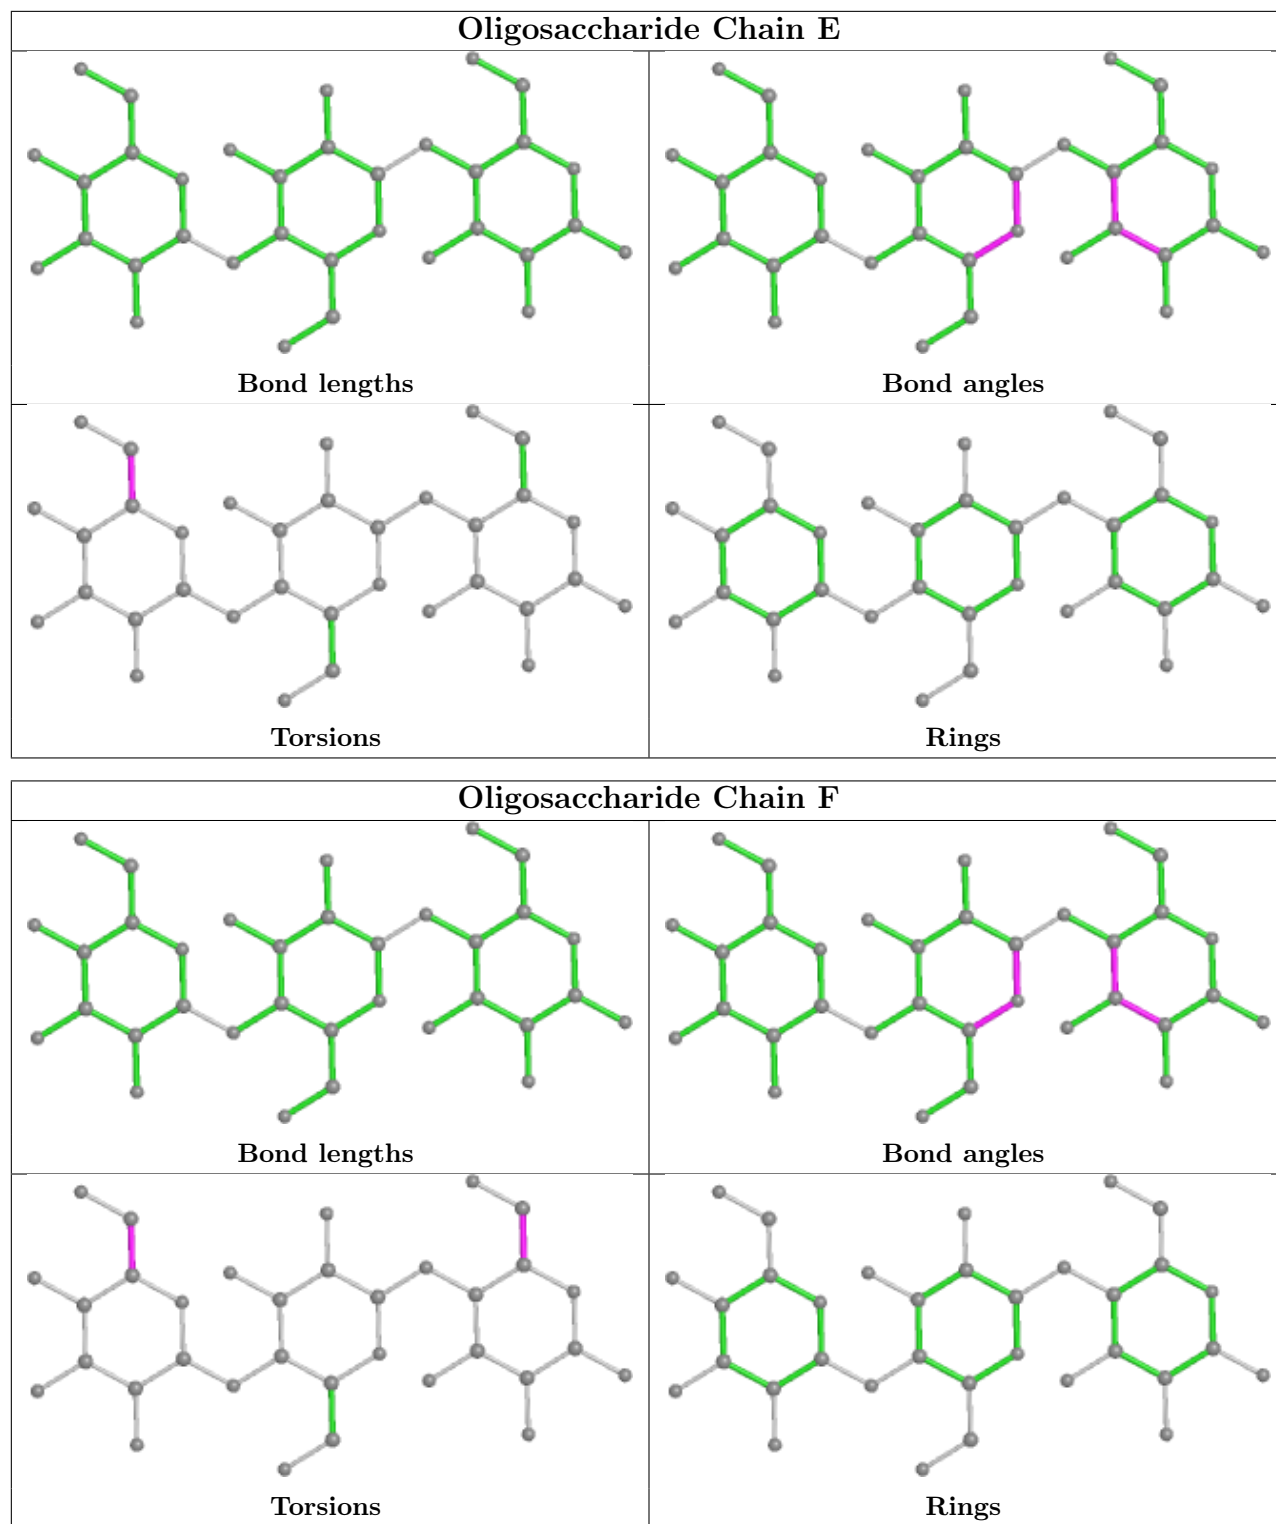 Oligosaccharide Chain E
Bond lengths
Bond angles
Torsions
Rings
Oligosaccharide Chain F
Bond lengths
Bond angles
Torsions
Rings